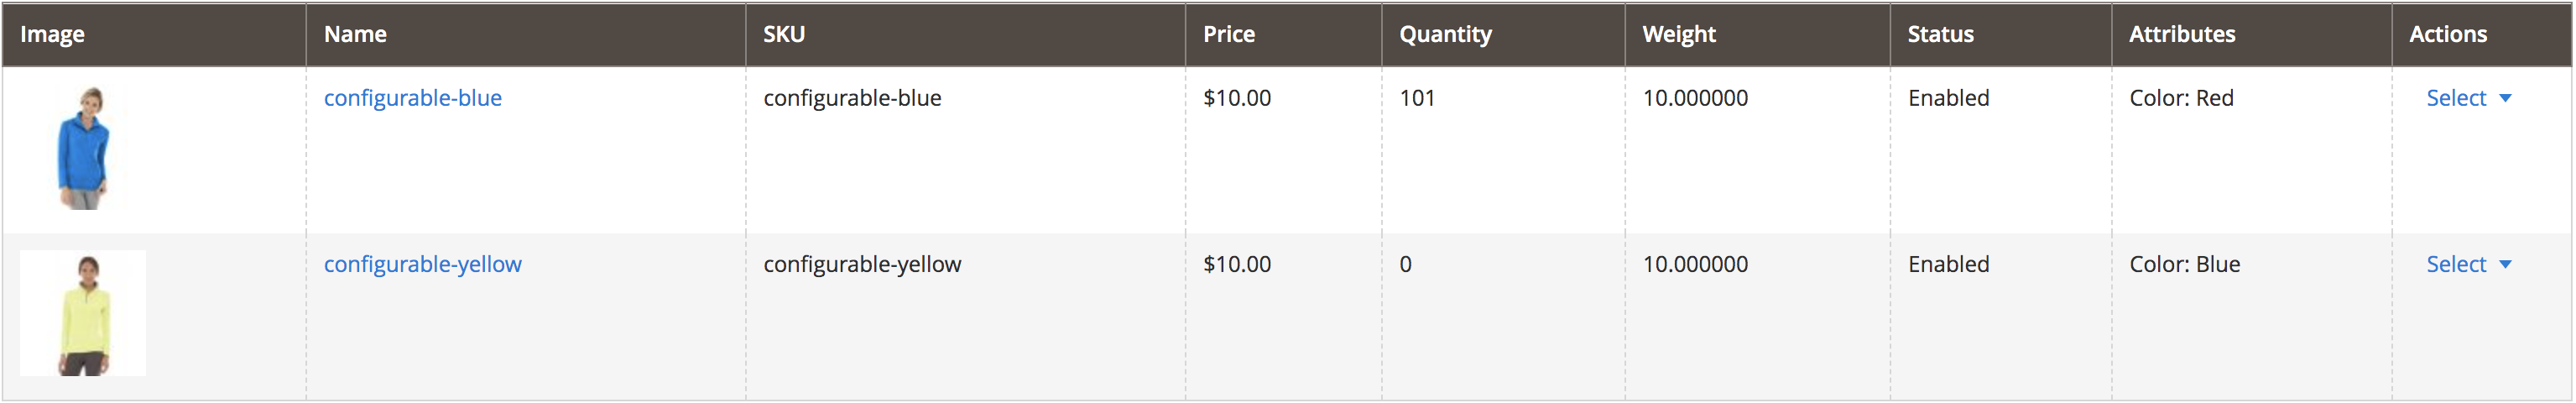 Image Name SKU Price Quantity Weight Status Attributes Actions
configurable-blue configurable-blue $10.00 101 10.000000 Enabled Color: Red Select
configurable-yellow configurable-yellow $10.00 0 10.000000 Enabled Color: Blue Select